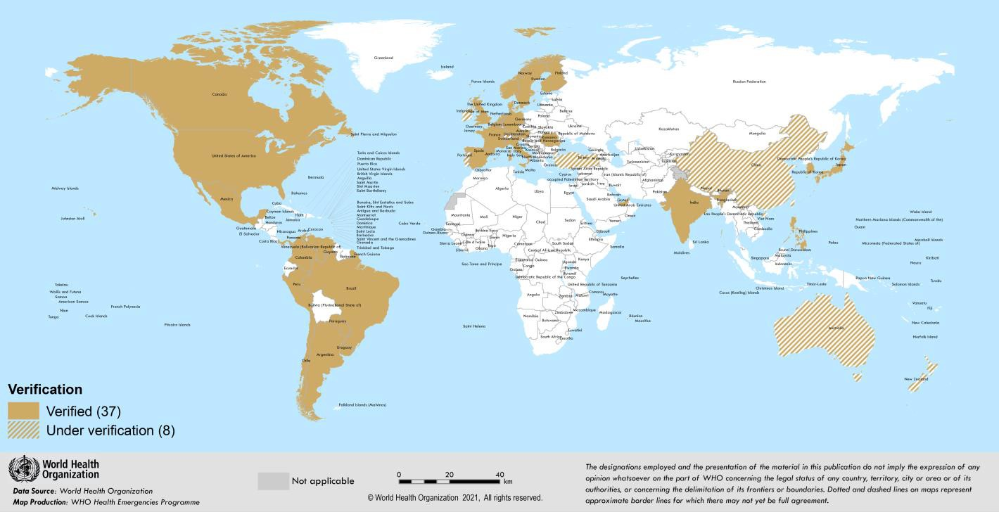 Greenland
Iceland
Norway
Finland
Sweden
Faroe Islands
Russian Federation
Canada
Estonia
Latvia
Lithuania
Denmark
The United Kingdom
Ireland
Isle of Man
Netherlands
Belarus
Poland
Germany
Guernsey
Jersey
Belgium
Luxembourg
Czechia
Slovakia
Ukraine
Kazakhstan
Mongolia
Saint Pierre and Miquelon
France
Liechtenstein
Switzerland
Austria
Hungary
Republic of Moldova
Slovenia
Romania
Croatia
Bosnia and Herzegovina
United States of America
Portugal
Spain
Andorra
Monaco
San Marino
Italy
Serbia
Kosovo[1]
Montenegro
Bulgaria
North Macedonia
Albania
Greece
Georgia
Azerbaijan
Turkey
Armenia
Uzbekistan
Kyrgyzstan
Turkmenistan
Tajikistan
China
Democratic People's Republic of Korea
Japan
Republic of Korea
Turks and Caicos Islands
Dominican Republic
Puerto Rico
United States Virgin Islands
British Virgin Islands
Anguilla
Saint Martin
Sint Maarten
Saint Barthélemy
Bermuda
Gibraltar
Tunisia
Malta
Morocco
Cyprus
Syrian Arab Republic
Lebanon
occupied Palestinian territory
Israel
Jordan
Iraq
Iran (Islamic Republic of)
Kuwait
Afghanistan
Pakistan
Nepal
Bhutan
Midway Islands
Mexico
Bahamas
Algeria
Libya
Egypt
Bahrain
Qatar
Saudi Arabia
United Arab Emirates
Oman
India
Bangladesh
Myanmar
Lao People's Democratic Republic
Viet Nam
Thailand
Cambodia
Johnston Atoll
Cuba
Cayman Islands
Belize
Haiti
Jamaica
Honduras
Guatemala
El Salvador
Nicaragua
Aruba
Curacao
Costa Rica
Panama
Bonaire, Sint Eustatius and Saba
Saint Kitts and Nevis
Antigua and Barbuda
Montserrat
Guadeloupe
Dominica
Martinique
Saint Lucia
Barbados
Saint Vincent and the Grenadines
Grenada
Trinidad and Tobago
Cabo Verde
Mauritania
Mali
Niger
Chad
Sudan
Eritrea
Yemen
Senegal
Gambia
Guinea-Bissau
Guinea
Burkina Faso
Benin
Nigeria
Djibouti
Ethiopia
Somalia
Sierra Leone
Liberia
Côte d'Ivoire
Ghana
Togo
Cameroon
Central African Republic
South Sudan
Sri Lanka
Maldives
Philippines
Wake Island
Northern Mariana Islands (Commonwealth of the)
Guam
Palau
Micronesia (Federated States of)
Marshall Islands
Brunei Darussalam
Malaysia
Singapore
Indonesia
Kiribati
Nauru
Tuvalu
Venezuela (Bolivarian Republic of)
Guyana
Suriname
French Guiana
Colombia
Ecuador
Peru
Brazil
Sao Tome and Principe
Equatorial Guinea
Gabon
Congo
Democratic Republic of the Congo
Uganda
Kenya
Rwanda
Burundi
United Republic of Tanzania
Seychelles
Comoros
Mayotte
Angola
Zambia
Malawi
Mozambique
Madagascar
Zimbabwe
Namibia
Botswana
Réunion
Mauritius
Eswatini
South Africa
Lesotho
Papua New Guinea
Solomon Islands
Timor-Leste
Christmas Island
Cocos (Keeling) Islands
Vanuatu
Fiji
New Caledonia
Norfolk Island
Australia
New Zealand
Tokelau
Wallis and Futuna
Samoa
American Samoa
Niue
Tonga
Cook Islands
French Polynesia
Pitcairn Islands
Bolivia (Plurinational State of)
Paraguay
Uruguay
Argentina
Chile
Saint Helena
Falkland Islands (Malvinas)
Verification
Verified (37)
Under verification (8)
World Health
Organization
Data Source: World Health Organization
Map Production: WHO Health Emergencies Programme
Not applicable
0 20 40
km
© World Health Organization 2021, All rights reserved.
The designations employed and the presentation of the material in this publication do not imply the expression of any
opinion whatsoever on the part of WHO concerning the legal status of any country, territory, city or area or of its
authorities, or concerning the delimitation of its frontiers or boundaries. Dotted and dashed lines on maps represent
approximate border lines for which there may not yet be full agreement.